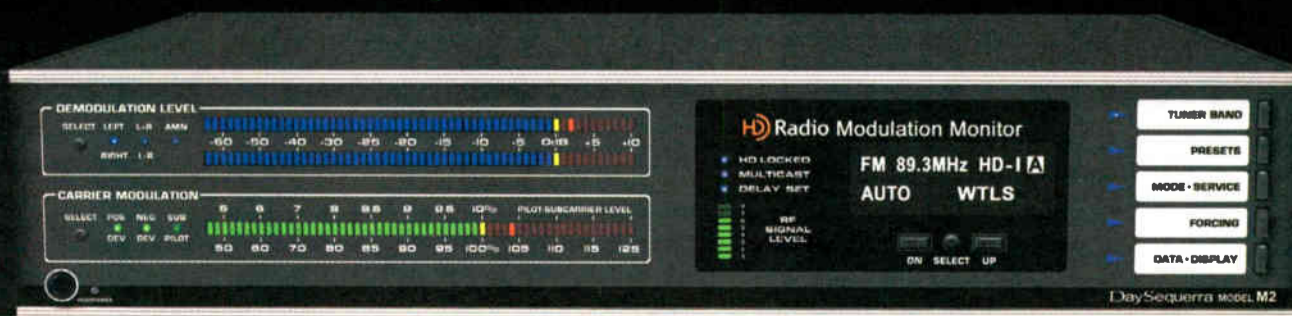 DEMODULATION LEVEL
SELECT LEFT L+R AMN
RIGHT L-R
-60 -50 -40 -30 -25 -20 -15 -10 -5 0dB +5 +10
CARRIER MODULATION
SELECT POS NEG SUB
DEV DEV PILOT
5 6 7 8 8.5 9 9.5 10% PILOT-SUBCARRIER LEVEL
50 60 70 80 85 90 95 100% 105 110 115 125
HD Radio Modulation Monitor
HD LOCKED
MULTICAST
DELAY SET
FM 89.3MHz HD-1 A
AUTO WTLS
RF
SIGNAL
LEVEL
ON SELECT UP
TUNER BAND
PRESETS
MODE • SERVICE
FORCING
DATA • DISPLAY
DaySequerra MODEL M2